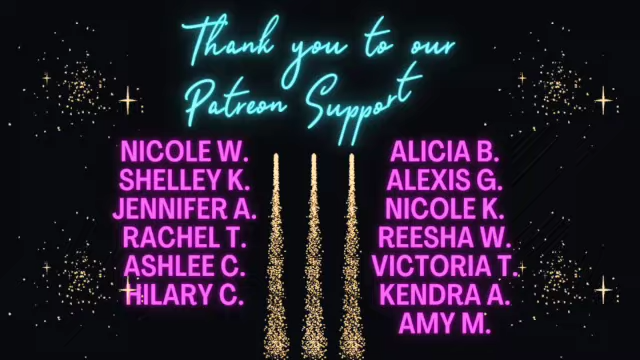 Thank you to our
Patreon Support
NICOLE W.
SHELLEY K.
JENNIFER A.
RACHEL T.
ASHLEE C.
HILARY C.
ALICIA B.
ALEXIS G.
NICOLE K.
REESHA W.
VICTORIA T.
KENDRA A.
AMY M.